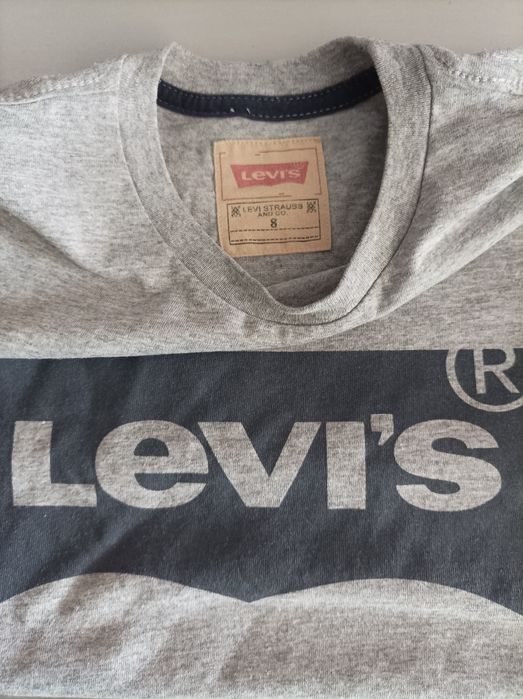 LEVI'S
LEVI STRAUSS
AND CO.
8
®
LEVI'S